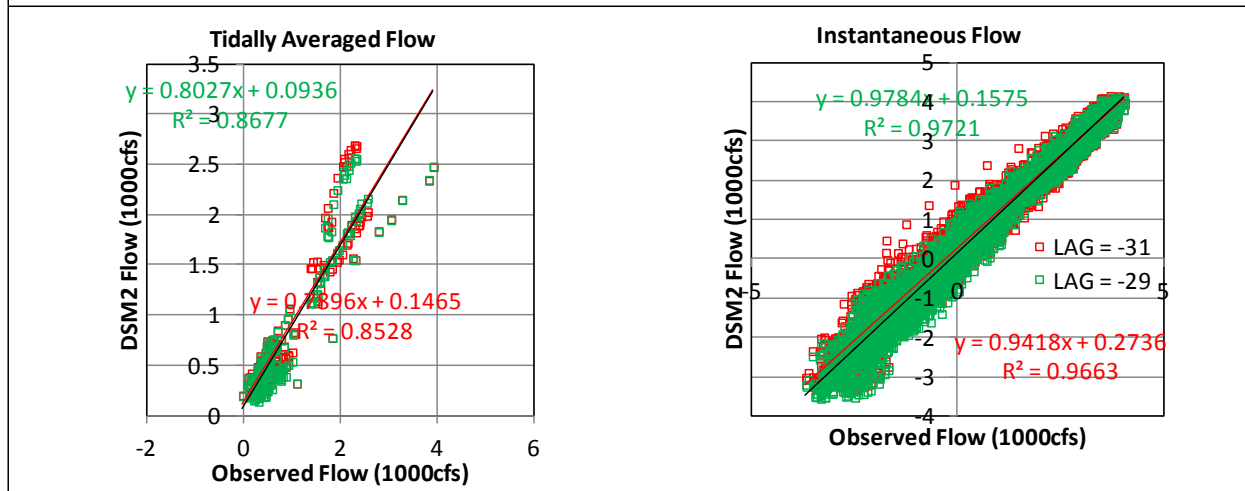 Tidally Averaged Flow
3.5
y = 0.8027x + 0.0936
3
R² = 0.8677
2.5
2
1.5
y = 0.7896x + 0.1465
1
R² = 0.8528
0.5
0
-2 0 2 4 6
DSM2 Flow (1000cfs)
Observed Flow (1000cfs)
Instantaneous Flow
5
y = 0.9784x + 0.1575
4
R² = 0.9721
3
2
1
0
LAG = -31
LAG = -29
-5 0 5
-1
-2
y = 0.9418x + 0.2736
R² = 0.9663
-3
-4
DSM2 Flow (1000cfs)
Observed Flow (1000cfs)